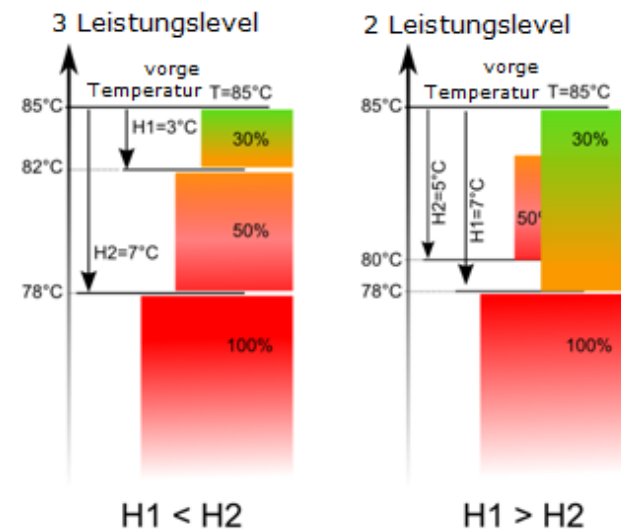 3 Leistungslevel
vorge
Temperatur T=85°C
85°C
H1=3°C
30%
82°C
H2=7°C
50%
78°C
100%
H1 < H2
2 Leistungslevel
vorge
Temperatur T=85°C
85°C
30%
H2=5°C
H1=7°C
50%
80°C
78°C
100%
H1 > H2